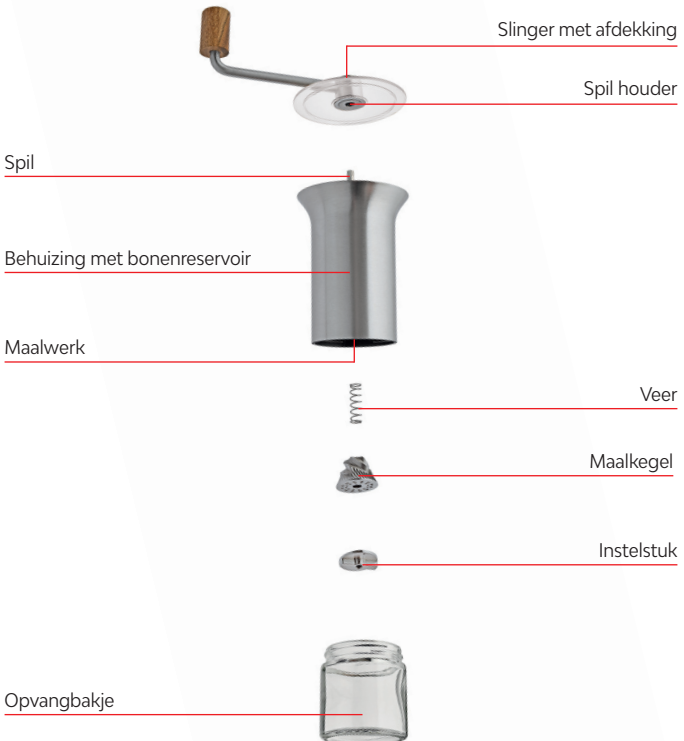 Slinger met afdekking
Spil houder
Spil
Behuizing met bonenreservoir
Maalwerk
Veer
Maalkegel
Instelstuk
Opvangbakje